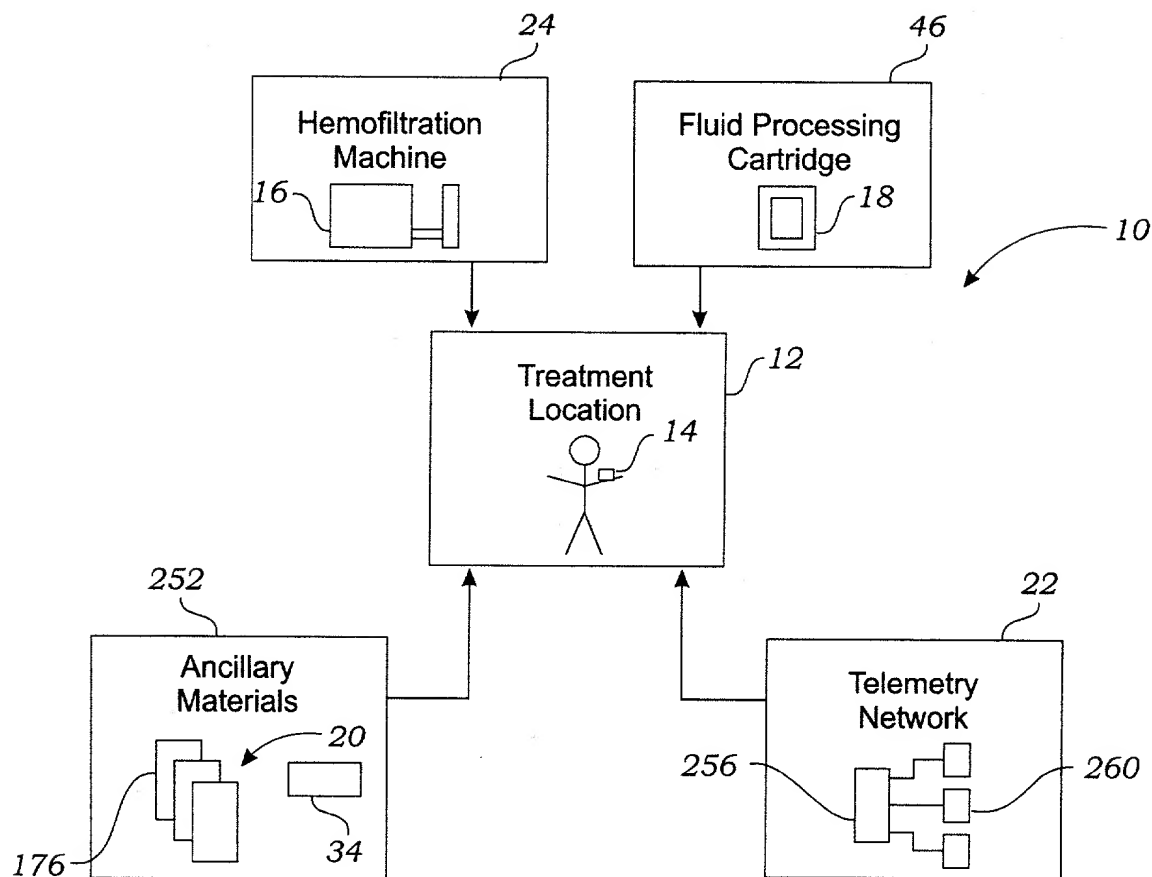 24
46
Hemofiltration
Machine
16
Fluid Processing
Cartridge
18
10
12
Treatment
Location
14
252
22
Ancillary
Materials
20
176
34
Telemetry
Network
256
260